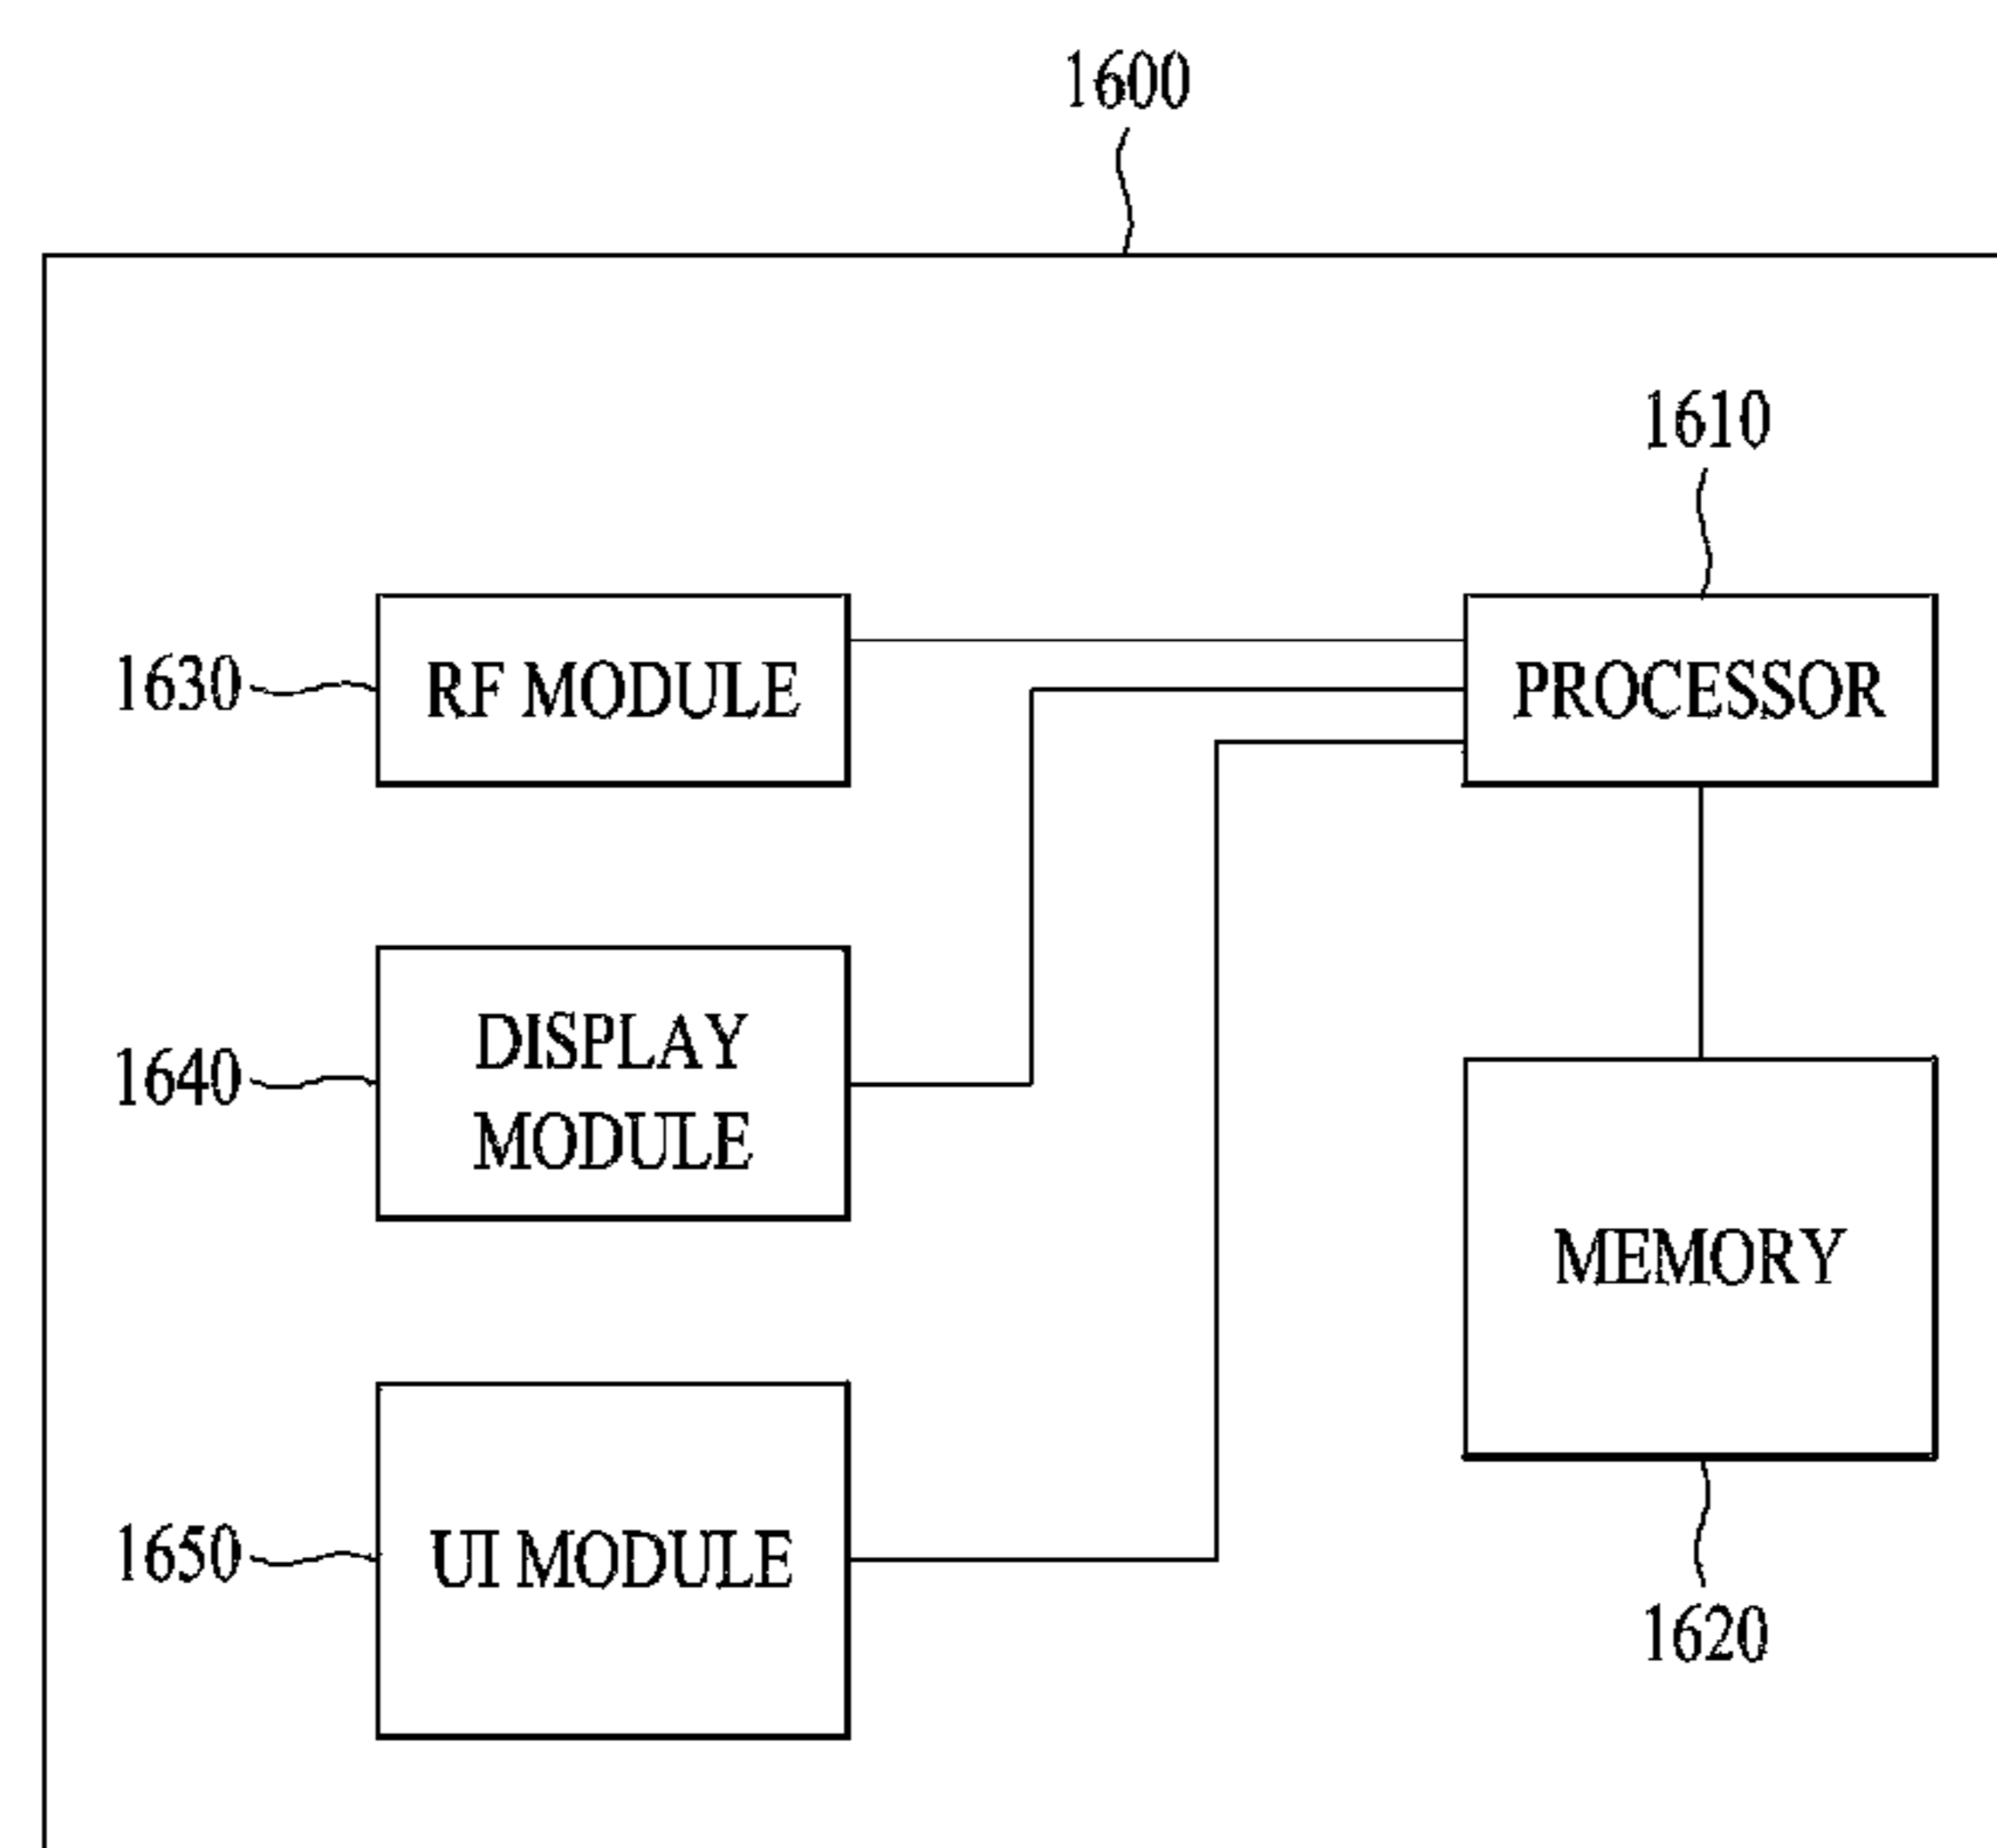 1600
1610
1630
RF MODULE
PROCESSOR
1640
DISPLAY
MODULE
MEMORY
1650
UI MODULE
1620